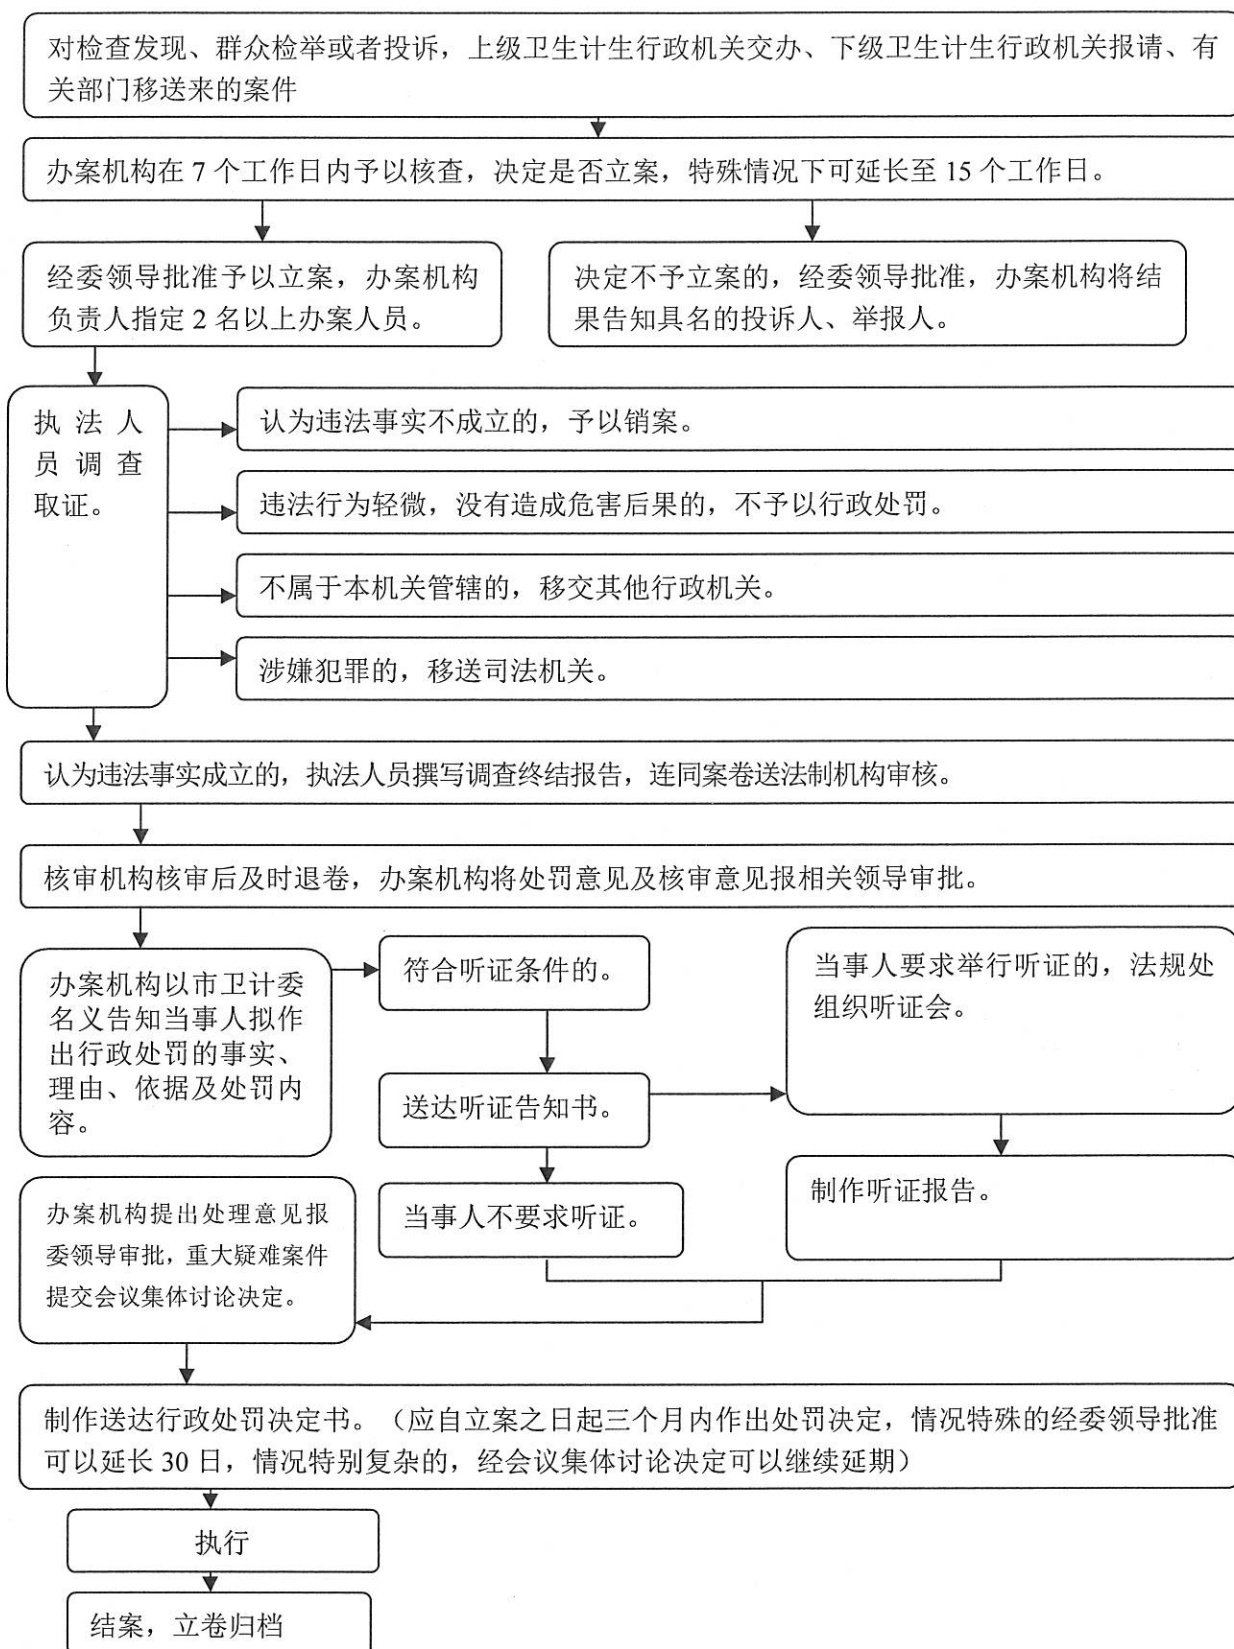 对检查发现、群众检举或者投诉，上级卫生计生行政机关交办、下级卫生计生行政机关报请、有
关部门移送来的案件
办案机构在 7 个工作日内予以核查，决定是否立案，特殊情况下可延长至 15 个工作日。
经委领导批准予以立案，办案机构
负责人指定 2 名以上办案人员。
决定不予立案的，经委领导批准，办案机构将结
果告知具名的投诉人、举报人。
执法人
员调查
取证。
认为违法事实不成立的，予以销案。
违法行为轻微，没有造成危害后果的，不予以行政处罚。
不属于本机关管辖的，移交其他行政机关。
涉嫌犯罪的，移送司法机关。
认为违法事实成立的，执法人员撰写调查终结报告，连同案卷送法制机构审核。
核审机构核审后及时退卷，办案机构将处罚意见及核审意见报相关领导审批。
办案机构以市卫计委
名义告知当事人拟作
出行政处罚的事实、
理由、依据及处罚内
容。
符合听证条件的。
当事人要求举行听证的，法规处
组织听证会。
送达听证告知书。
当事人不要求听证。
制作听证报告。
办案机构提出处理意见报
委领导审批，重大疑难案件
提交会议集体讨论决定。
制作送达行政处罚决定书。（应自立案之日起三个月内作出处罚决定，情况特殊的经委领导批准
可以延长 30 日，情况特别复杂的，经会议集体讨论决定可以继续延期）
执行
结案，立卷归档